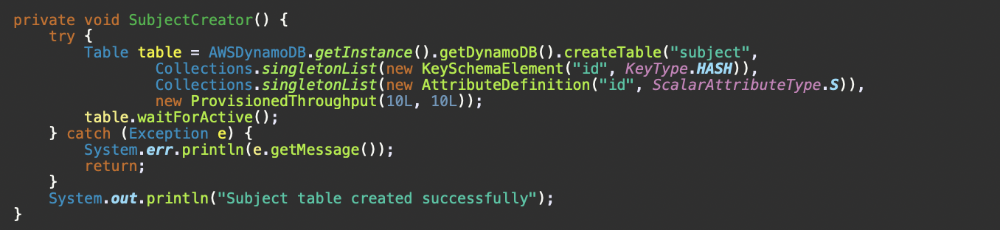 private void SubjectCreator() {
    try {
        Table table = AWSDynamoDB.getInstance().getDynamoDB().createTable("subject",
                Collections.singletonList(new KeySchemaElement("id", KeyType.HASH)),
                Collections.singletonList(new AttributeDefinition("id", ScalarAttributeType.S)),
                new ProvisionedThroughput(10L, 10L));
        table.waitForActive();
    } catch (Exception e) {
        System.err.println(e.getMessage());
        return;
    }
    System.out.println("Subject table created successfully");
}